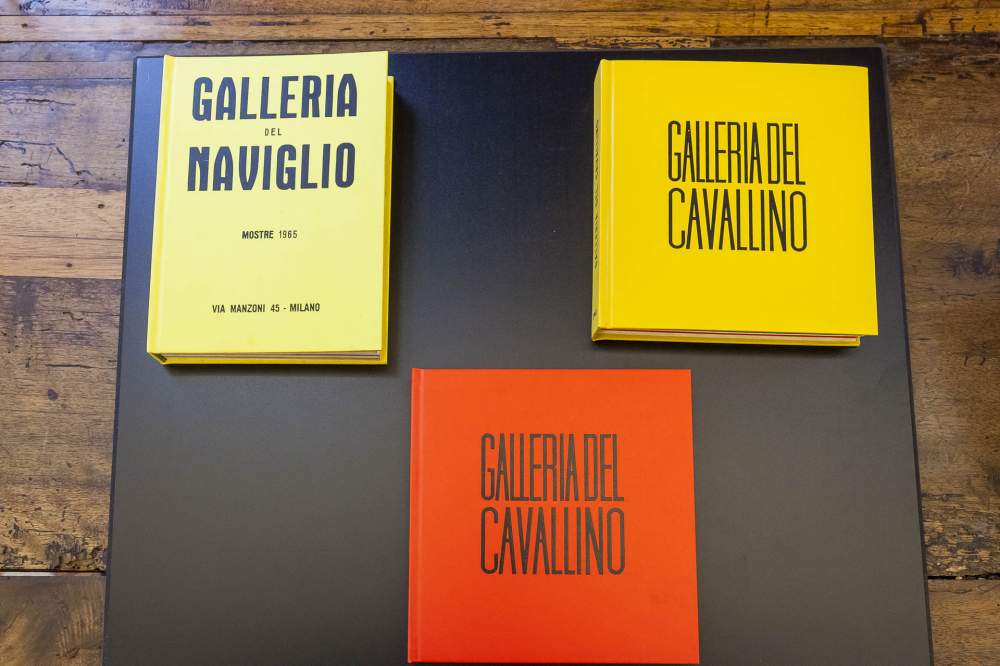 GALLERIA
DEL
NAVIGLIO
MOSTRE 1965
VIA MANZONI 45 - MILANO
GALLERIA DEL
CAVALLINO
GALLERIA DEL
CAVALLINO